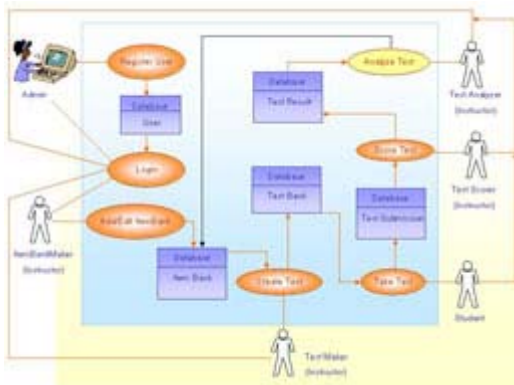 Register User
Analyze Test
Admin
Database
User
Database
Test Result
Test Analyzer
(Instructor)
Login
Score Test
Database
Test Bank
Test Scorer
(Instructor)
Add/Edit ItemBank
Database
Test Submission
ItemBankMaker
(Instructor)
Database
Item Bank
Create Test
Take Test
Student
TestMaker
(Instructor)